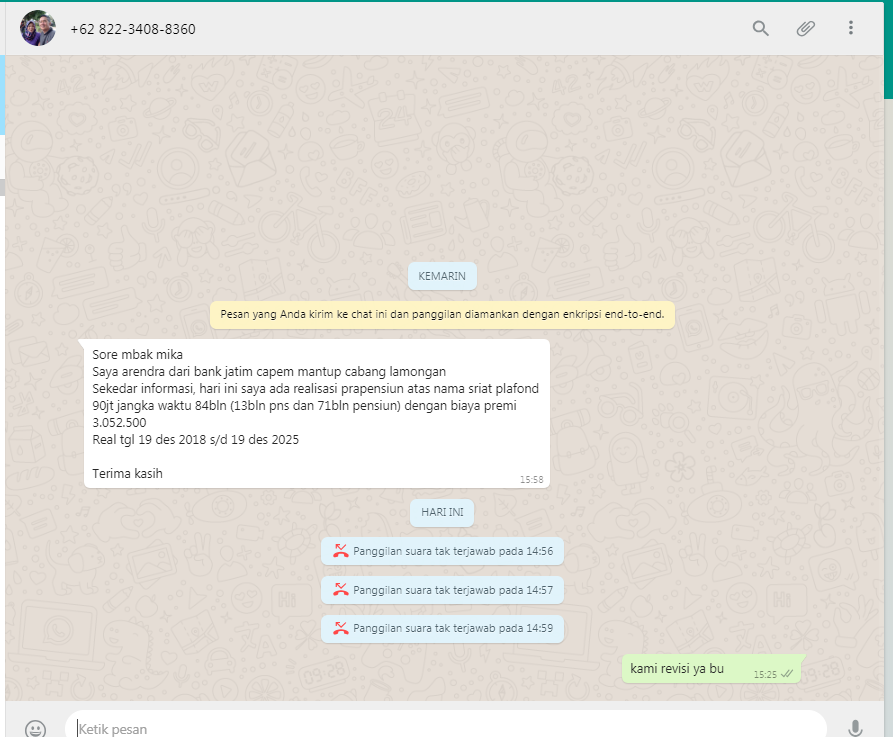 +62 822-3408-8360
KEMARIN
Pesan yang Anda kirim ke chat ini dan panggilan diamankan dengan enkripsi end-to-end.
Sore mbak mika
Saya arendra dari bank jatim capem mantup cabang lamongan
Sekedar informasi, hari ini saya ada realisasi prapensiun atas nama sriat plafond
90jt jangka waktu 84bln (13bln pns dan 71bln pensiun) dengan biaya premi
3.052.500
Real tgl 19 des 2018 s/d 19 des 2025
Terima kasih
15:58
HARI INI
Panggilan suara tak terjawab pada 14:56
Panggilan suara tak terjawab pada 14:57
Panggilan suara tak terjawab pada 14:59
kami revisi ya bu
15:25
Ketik pesan